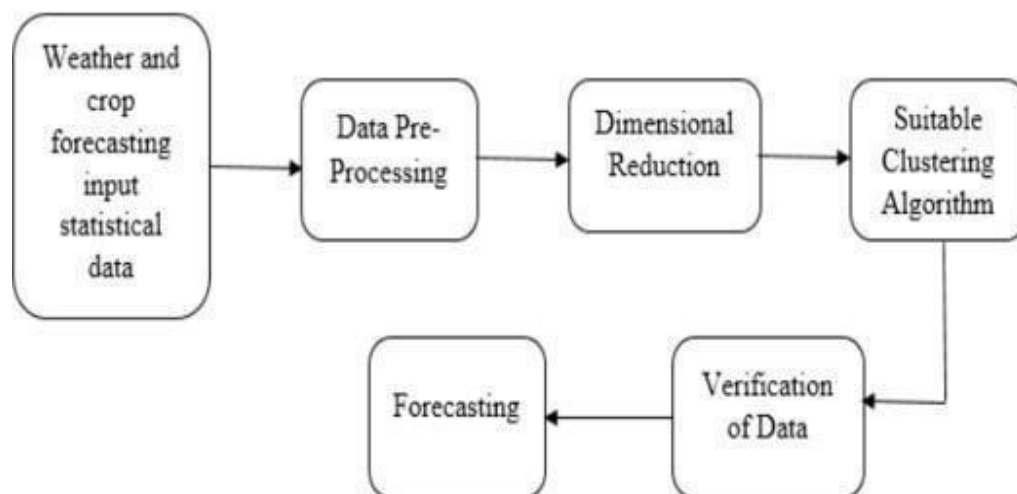 Weather and
crop
forecasting
input
statistical
data
Data Pre-
Processing
Dimensional
Reduction
Suitable
Clustering
Algorithm
Verification
of Data
Forecasting